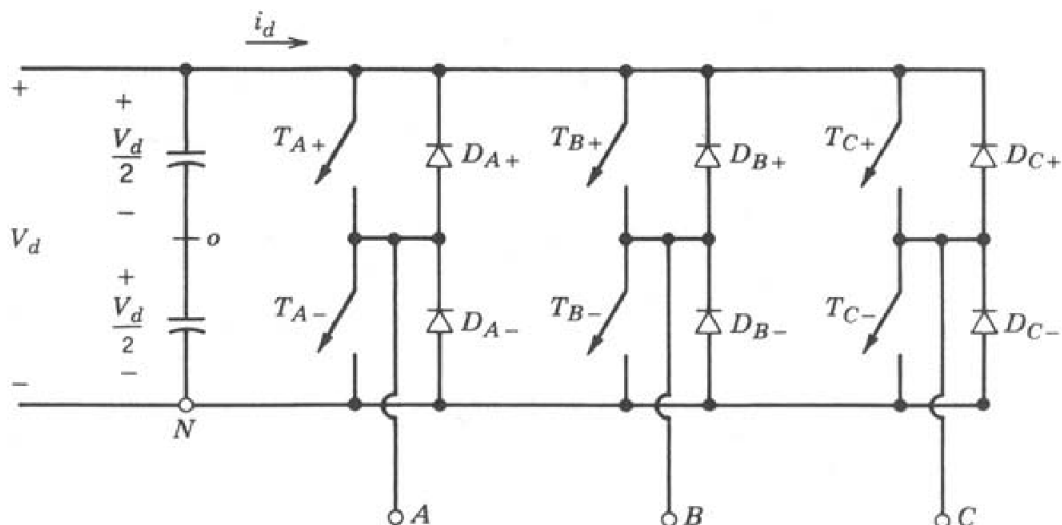 i_d
+
+
V_d
2
−
T_A+
D_A+
T_B+
D_B+
T_C+
D_C+
V_d
o
+
V_d
2
−
T_A−
D_A−
T_B−
D_B−
T_C−
D_C−
−
N
A
B
C